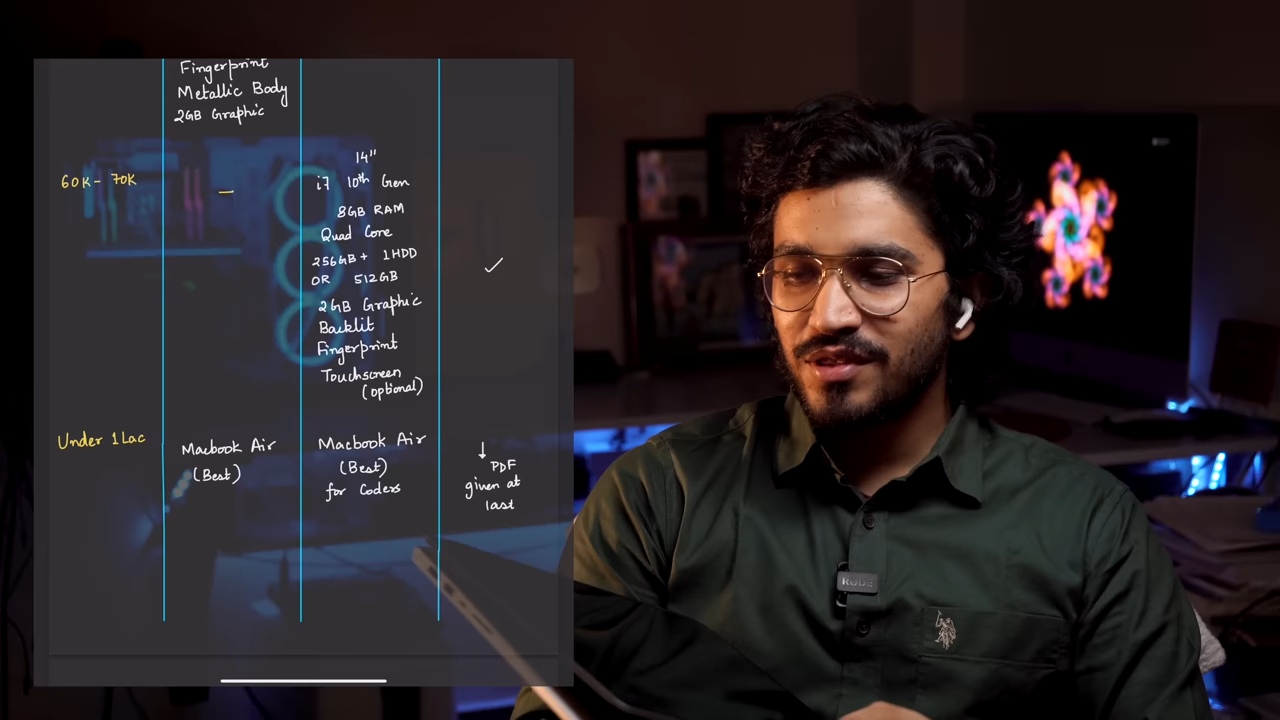 Fingerprint
Metallic Body
2GB Graphic
60K - 70K
—
14"
i7 10th Gen
8GB RAM
Quad Core
256GB + 1HDD
OR 512GB
2GB Graphic
Backlit
Fingerprint
Touchscreen
(optional)
Under 1Lac
Macbook Air
(Best)
Macbook Air
(Best)
for Coders
PDF
given at
last
RØDE